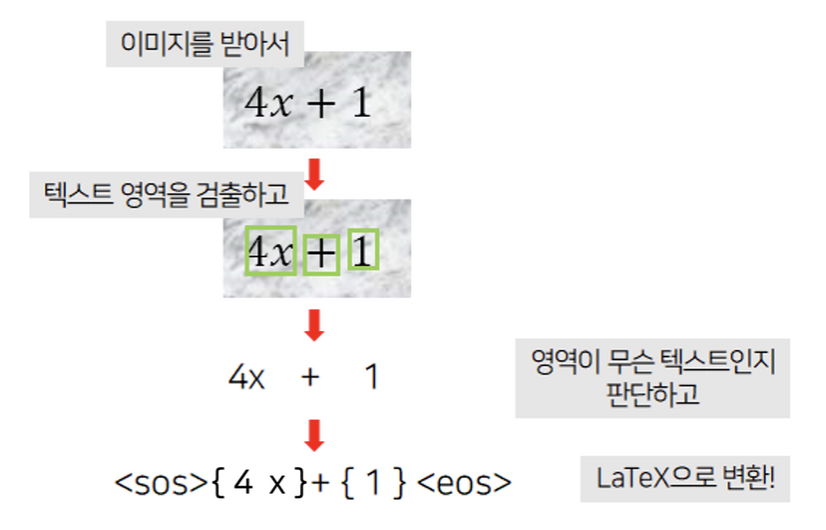 이미지를 받아서
4x + 1
텍스트 영역을 검출하고
4x + 1
4x + 1
영역이 무슨 텍스트인지
판단하고
<sos>{ 4 x }+ { 1 } <eos>
LaTeX으로 변환!